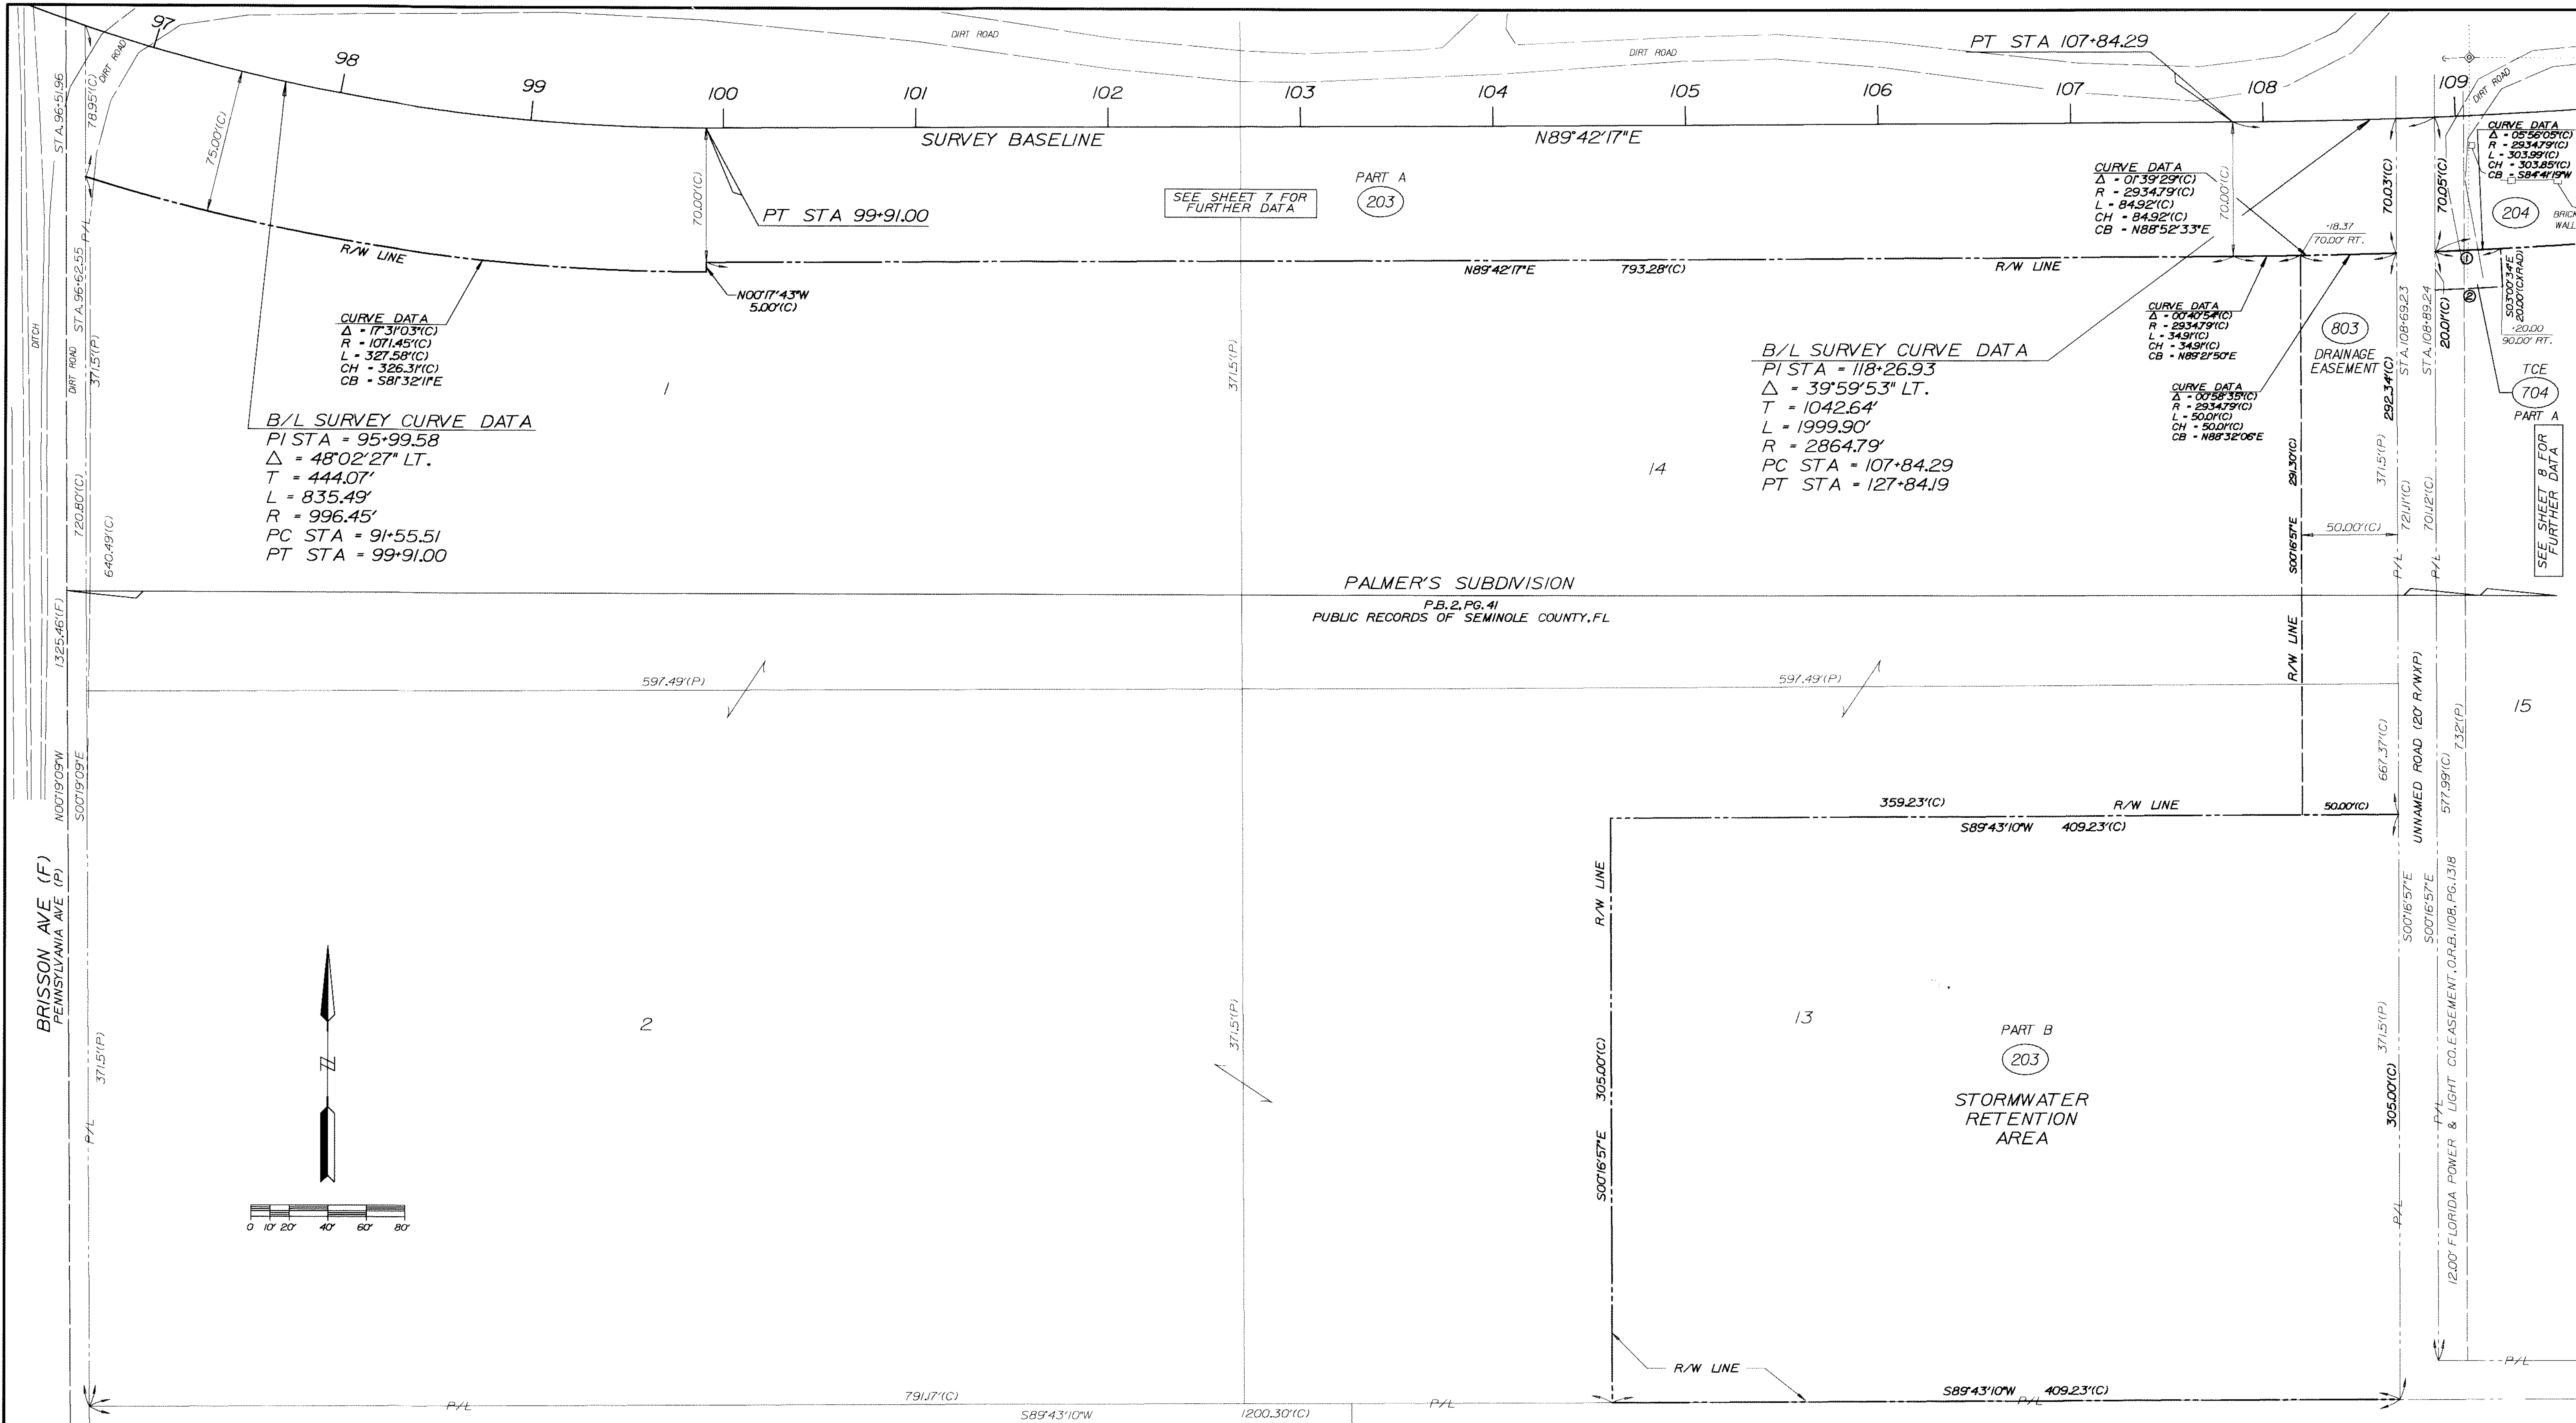 97
98
99
100
101
102
103
104
105
106
107
108
109
DIRT ROAD
DIRT ROAD
DIRT ROAD
DIRT ROAD
PT STA 107+84.29
SURVEY BASELINE
N89°42'17"E
STA. 96+51.96
78.95'(C)
75.00'(C)
70.00'(C)
PT STA 99+91.00
SEE SHEET 7 FOR
FURTHER DATA
PART A
203
CURVE DATA
Δ = 01°39'29"(C)
R = 2934.79'(C)
L = 84.92'(C)
CH = 84.92'(C)
CB = N88°52'33"E
70.00'(C)
+18.37
70.00' RT.
70.03'(C)
70.05'(C)
CURVE DATA
Δ = 05°56'05"(C)
R = 2934.79'(C)
L = 303.99'(C)
CH = 303.85'(C)
CB = S84°41'19"W
204
BRICK
WALL
R/W LINE
N89°42'17"E
793.28'(C)
R/W LINE
N00°17'43"W
5.00'(C)
P/L
STA. 96+62.55
DIRT ROAD
371.5'(P)
DITCH
CURVE DATA
Δ = 17°31'03"(C)
R = 1071.45'(C)
L = 327.58'(C)
CH = 326.31'(C)
CB = S81°32'11"E
B/L SURVEY CURVE DATA
PI STA = 95+99.58
Δ = 48°02'27" LT.
T = 444.07'
L = 835.49'
R = 996.45'
PC STA = 91+55.51
PT STA = 99+91.00
1
371.5'(P)
14
B/L SURVEY CURVE DATA
PI STA = 118+26.93
Δ = 39°59'53" LT.
T = 1042.64'
L = 1999.90'
R = 2864.79'
PC STA = 107+84.29
PT STA = 127+84.19
CURVE DATA
Δ = 00°40'54"(C)
R = 2934.79'(C)
L = 34.91'(C)
CH = 34.91'(C)
CB = N89°21'50"E
803
DRAINAGE
EASEMENT
CURVE DATA
Δ = 00°58'35"(C)
R = 2934.79'(C)
L = 50.01'(C)
CH = 50.01'(C)
CB = N88°32'06"E
STA. 108+69.23
STA. 108+89.24
20.01'(C)
1
2
S03°00'34"E
20.00'(C)(RAD)
+20.00
90.00' RT.
TCE
704
PART A
SEE SHEET 8 FOR
FURTHER DATA
292.34'(C)
371.5'(P)
291.30'(C)
S00°16'57"E
50.00'(C)
721.11'(C)
701.12'(C)
P/L
P/L
720.80'(C)
640.49'(C)
1325.46'(F)
PALMER'S SUBDIVISION
P.B. 2, PG. 41
PUBLIC RECORDS OF SEMINOLE COUNTY, FL
R/W LINE
597.49'(P)
597.49'(P)
N00°19'09"W
S00°19'09"E
UNNAMED ROAD (20' R/W)(P)
667.37'(C)
577.99'(C)
732'(P)
15
359.23'(C)
R/W LINE
50.00'(C)
S89°43'10"W 409.23'(C)
BRISSON AVE (F)
PENNSYLVANIA AVE (P)
R/W LINE
S00°16'57"E
S00°16'57"E
12.00' FLORIDA POWER & LIGHT CO. EASEMENT, O.R.B. 1108, PG. 1318
2
371.5'(P)
371.5'(P)
13
PART B
203
STORMWATER
RETENTION
AREA
305.00'(C)
S00°16'57"E
371.5'(P)
305.00'(C)
P/L
P/L
P/L
N
0 10' 20' 40' 60' 80'
R/W LINE
P/L
P/L
791.17'(C)
P/L
S89°43'10"W 409.23'(C)
P/L
S89°43'10"W
1200.30'(C)